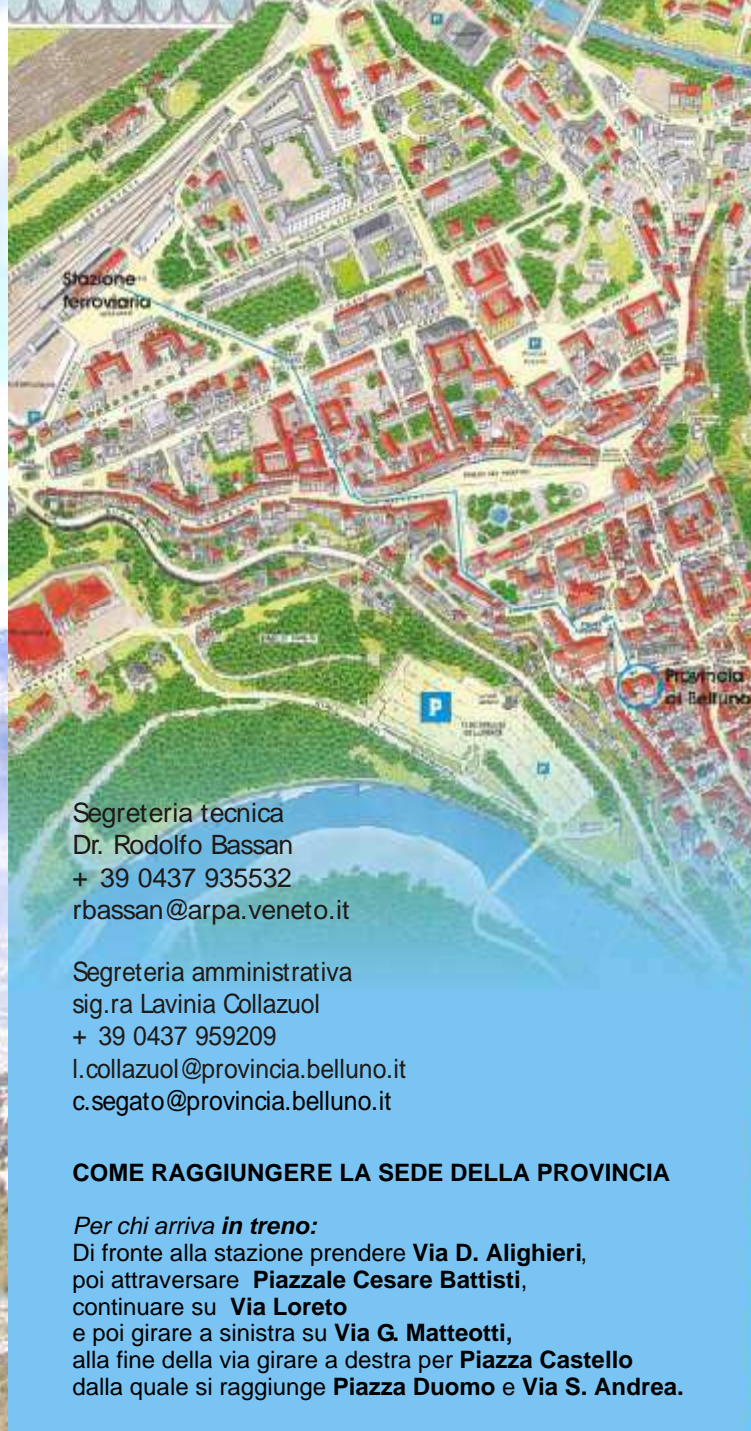 Stazione
ferroviaria
P
P
P
Provincia
di Belluno
P
P
Segreteria tecnica
Dr. Rodolfo Bassan
+ 39 0437 935532
rbassan@arpa.veneto.it
Segreteria amministrativa
sig.ra Lavinia Collazuol
+ 39 0437 959209
l.collazuol@provincia.belluno.it
c.segato@provincia.belluno.it
COME RAGGIUNGERE LA SEDE DELLA PROVINCIA
Per chi arriva in treno:
Di fronte alla stazione prendere Via D. Alighieri,
poi attraversare Piazzale Cesare Battisti,
continuare su Via Loreto
e poi girare a sinistra su Via G. Matteotti,
alla fine della via girare a destra per Piazza Castello
dalla quale si raggiunge Piazza Duomo e Via S. Andrea.